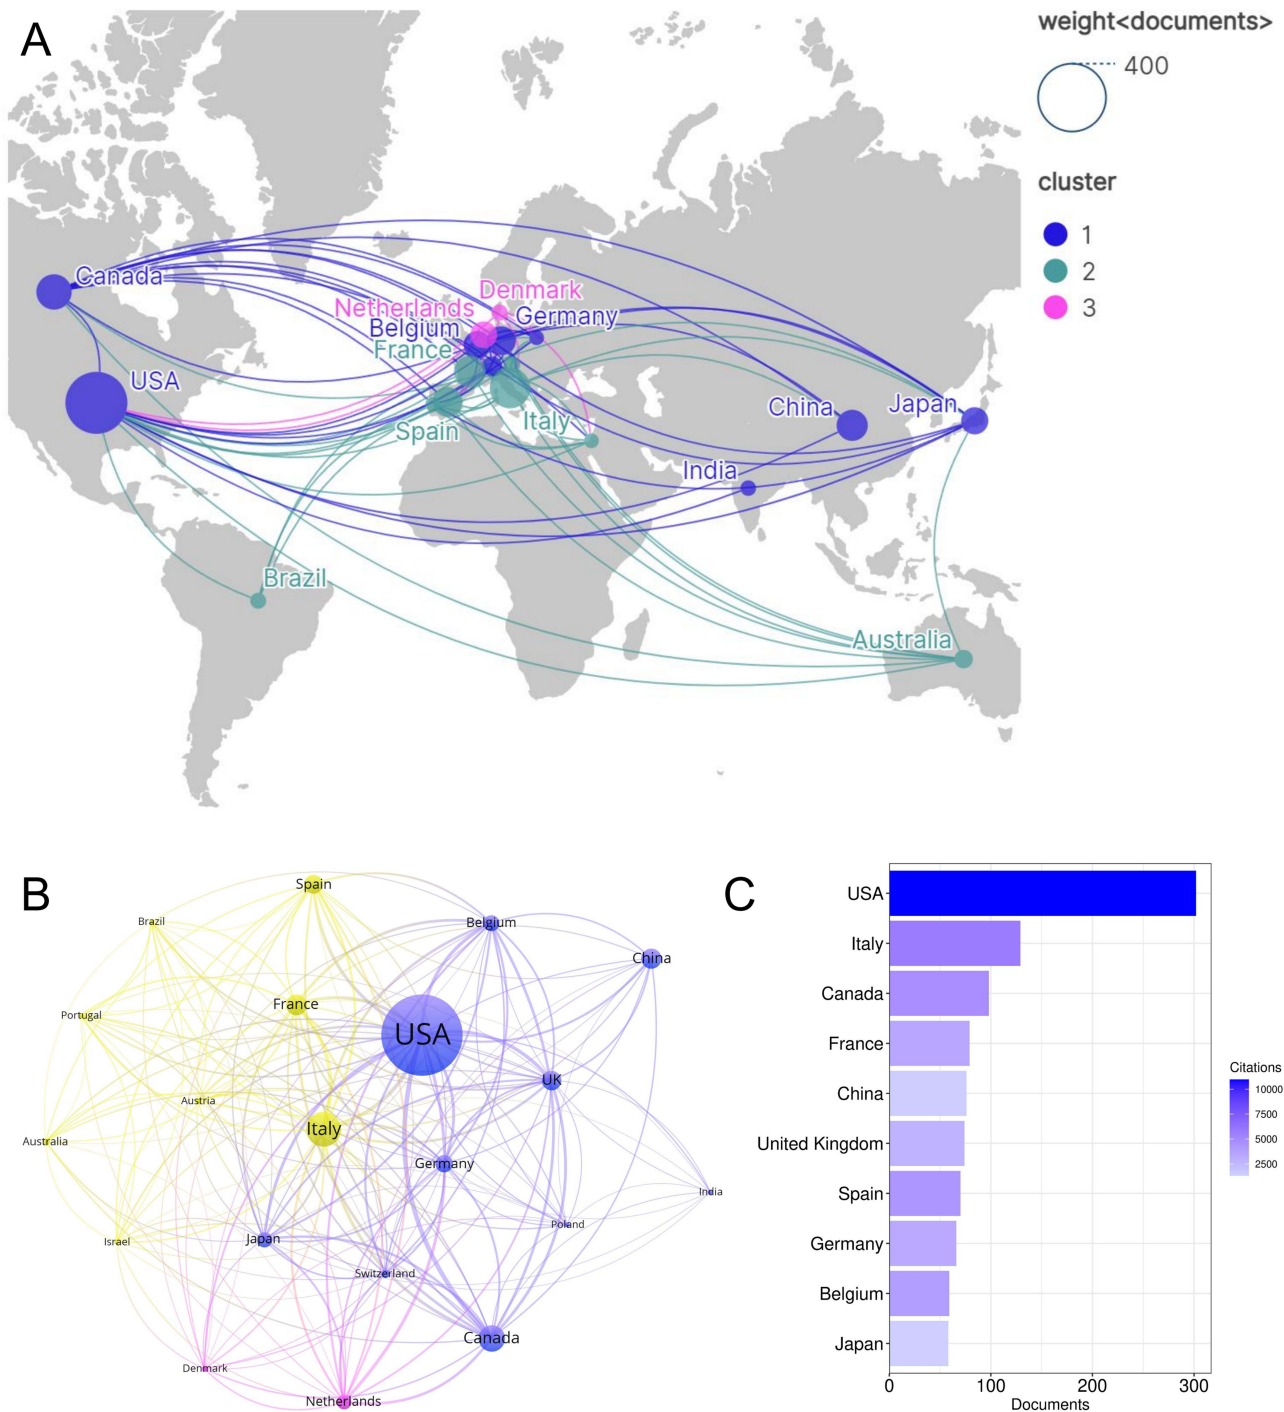 A
weight<documents>
400
cluster
1
2
3
Canada
Denmark
Netherlands
Germany
Belgium
France
USA
China
Japan
Spain
Italy
India
Brazil
Australia
B
Spain
Brazil
Belgium
China
France
Portugal
USA
UK
Austria
Italy
Australia
Germany
India
Poland
Japan
Israel
Switzerland
Canada
Denmark
Netherlands
C
USA
Italy
Canada
France
China
United Kingdom
Spain
Germany
Belgium
Japan
0 100 200 300
Documents
Citations
10000
7500
5000
2500